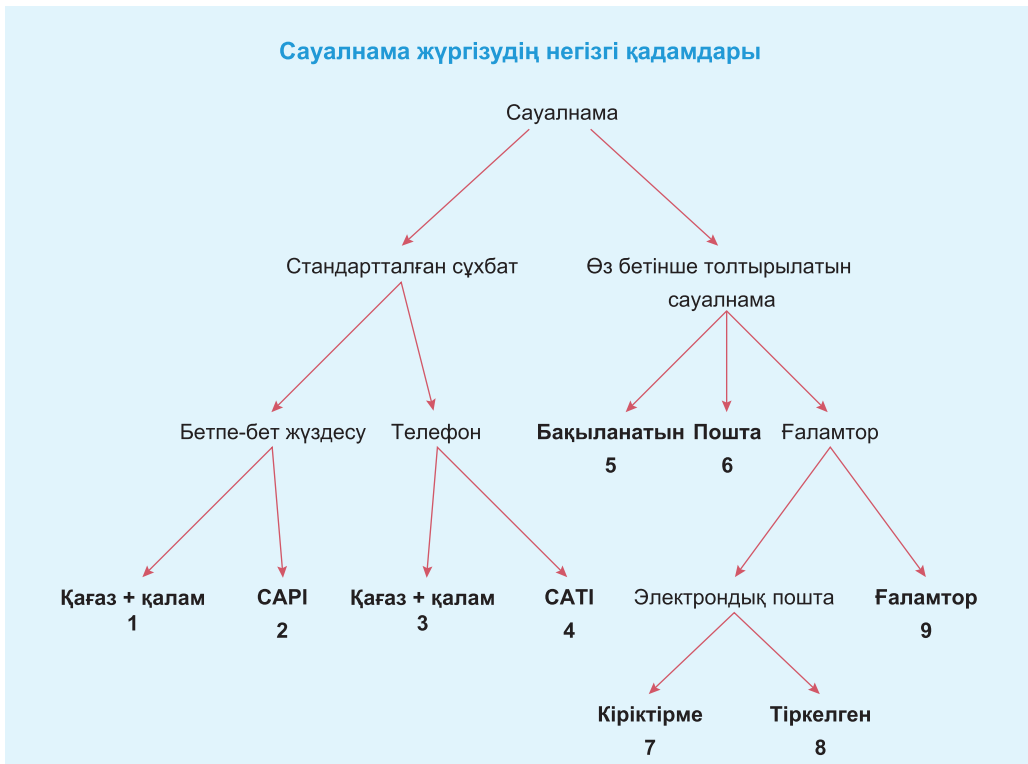 Сауалнама жүргізудің негізгі қадамдары
Сауалнама
Стандартталған сұхбат
Өз бетінше толтырылатын
сауалнама
Бетпе-бет жүздесу
Телефон
Бақыланатын
5
Пошта
6
Ғаламтор
Қағаз + қалам
1
CAPI
2
Қағаз + қалам
3
CATI
4
Электрондық пошта
Ғаламтор
9
Кіріктірме
7
Тіркелген
8